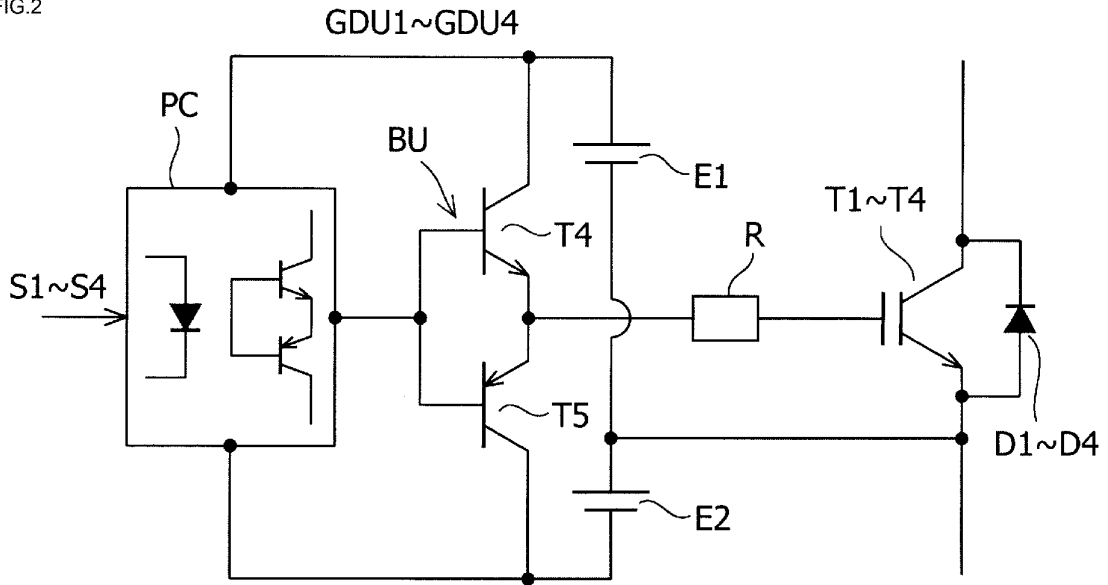 FIG.2
GDU1~GDU4
PC
BU
E1
T4
T1~T4
R
S1~S4
T5
D1~D4
E2